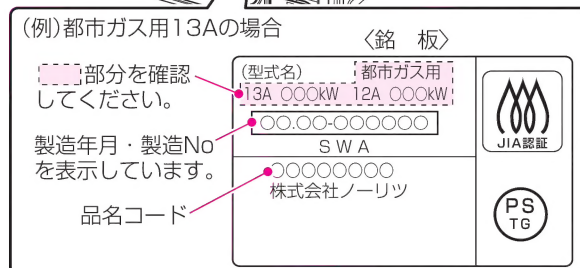 (例)都市ガス用13Aの場合
〈銘 板〉
部分を確認
してください。
(型式名) 都市ガス用
13A ○○○kW 12A ○○○kW
○○.○○-○○○○○○
SWA
製造年月・製造No
を表示しています。
○○○○○○○○
株式会社ノーリツ
品名コード
JIA認証
PS
TG